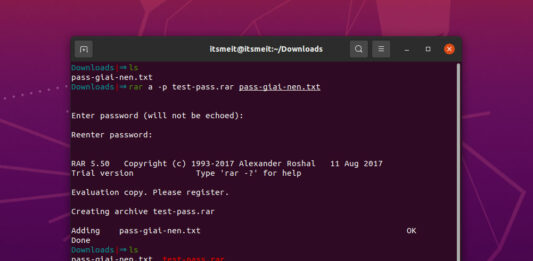 itsmeit@itsmeit:~/Downloads
Downloads|⇒ ls
pass-giai-nen.txt
Downloads|⇒ rar a -p test-pass.rar pass-giai-nen.txt
Enter password (will not be echoed):
Reenter password:
RAR 5.50 Copyright (c) 1993-2017 Alexander Roshal 11 Aug 2017
Trial version Type 'rar -?' for help
Evaluation copy. Please register.
Creating archive test-pass.rar
Adding pass-giai-nen.txt OK
Done
Downloads|⇒ ls
pass-giai-nen.txt test-pass.rar